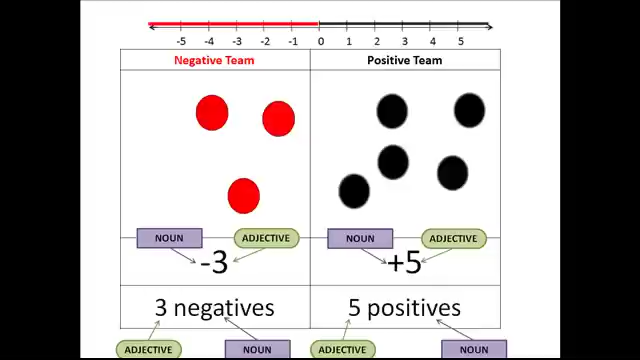 -5 -4 -3 -2 -1 0 1 2 3 4 5
Negative Team Positive Team
NOUN ADJECTIVE NOUN ADJECTIVE
-3 +5
3 negatives 5 positives
ADJECTIVE NOUN ADJECTIVE NOUN